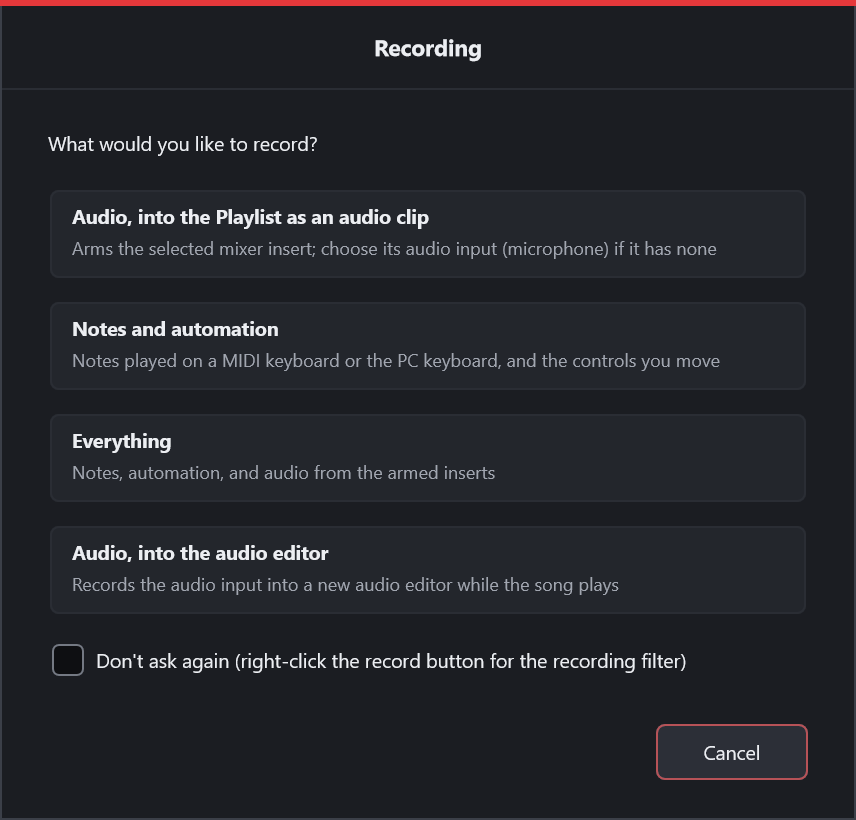 Recording
What would you like to record?
Audio, into the Playlist as an audio clip
Arms the selected mixer insert; choose its audio input (microphone) if it has none
Notes and automation
Notes played on a MIDI keyboard or the PC keyboard, and the controls you move
Everything
Notes, automation, and audio from the armed inserts
Audio, into the audio editor
Records the audio input into a new audio editor while the song plays
Don't ask again (right-click the record button for the recording filter)
Cancel